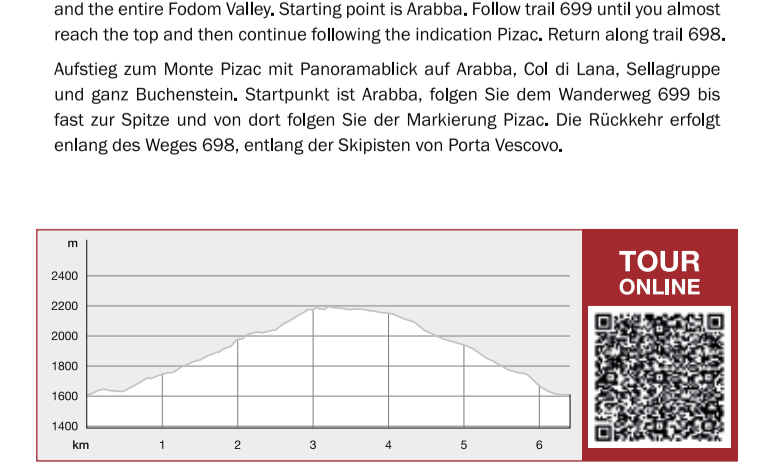 and the entire Fodom Valley. Starting point is Arabba. Follow trail 699 until you almost
reach the top and then continue following the indication Pizac. Return along trail 698.
Aufstieg zum Monte Pizac mit Panoramablick auf Arabba, Col di Lana, Sellagruppe
und ganz Buchenstein. Startpunkt ist Arabba, folgen Sie dem Wanderweg 699 bis
fast zur Spitze und von dort folgen Sie der Markierung Pizac. Die Rückkehr erfolgt
enlang des Weges 698, entlang der Skipisten von Porta Vescovo.
m
2400
2200
2000
1800
1600
1400
km 1 2 3 4 5 6
TOUR
ONLINE